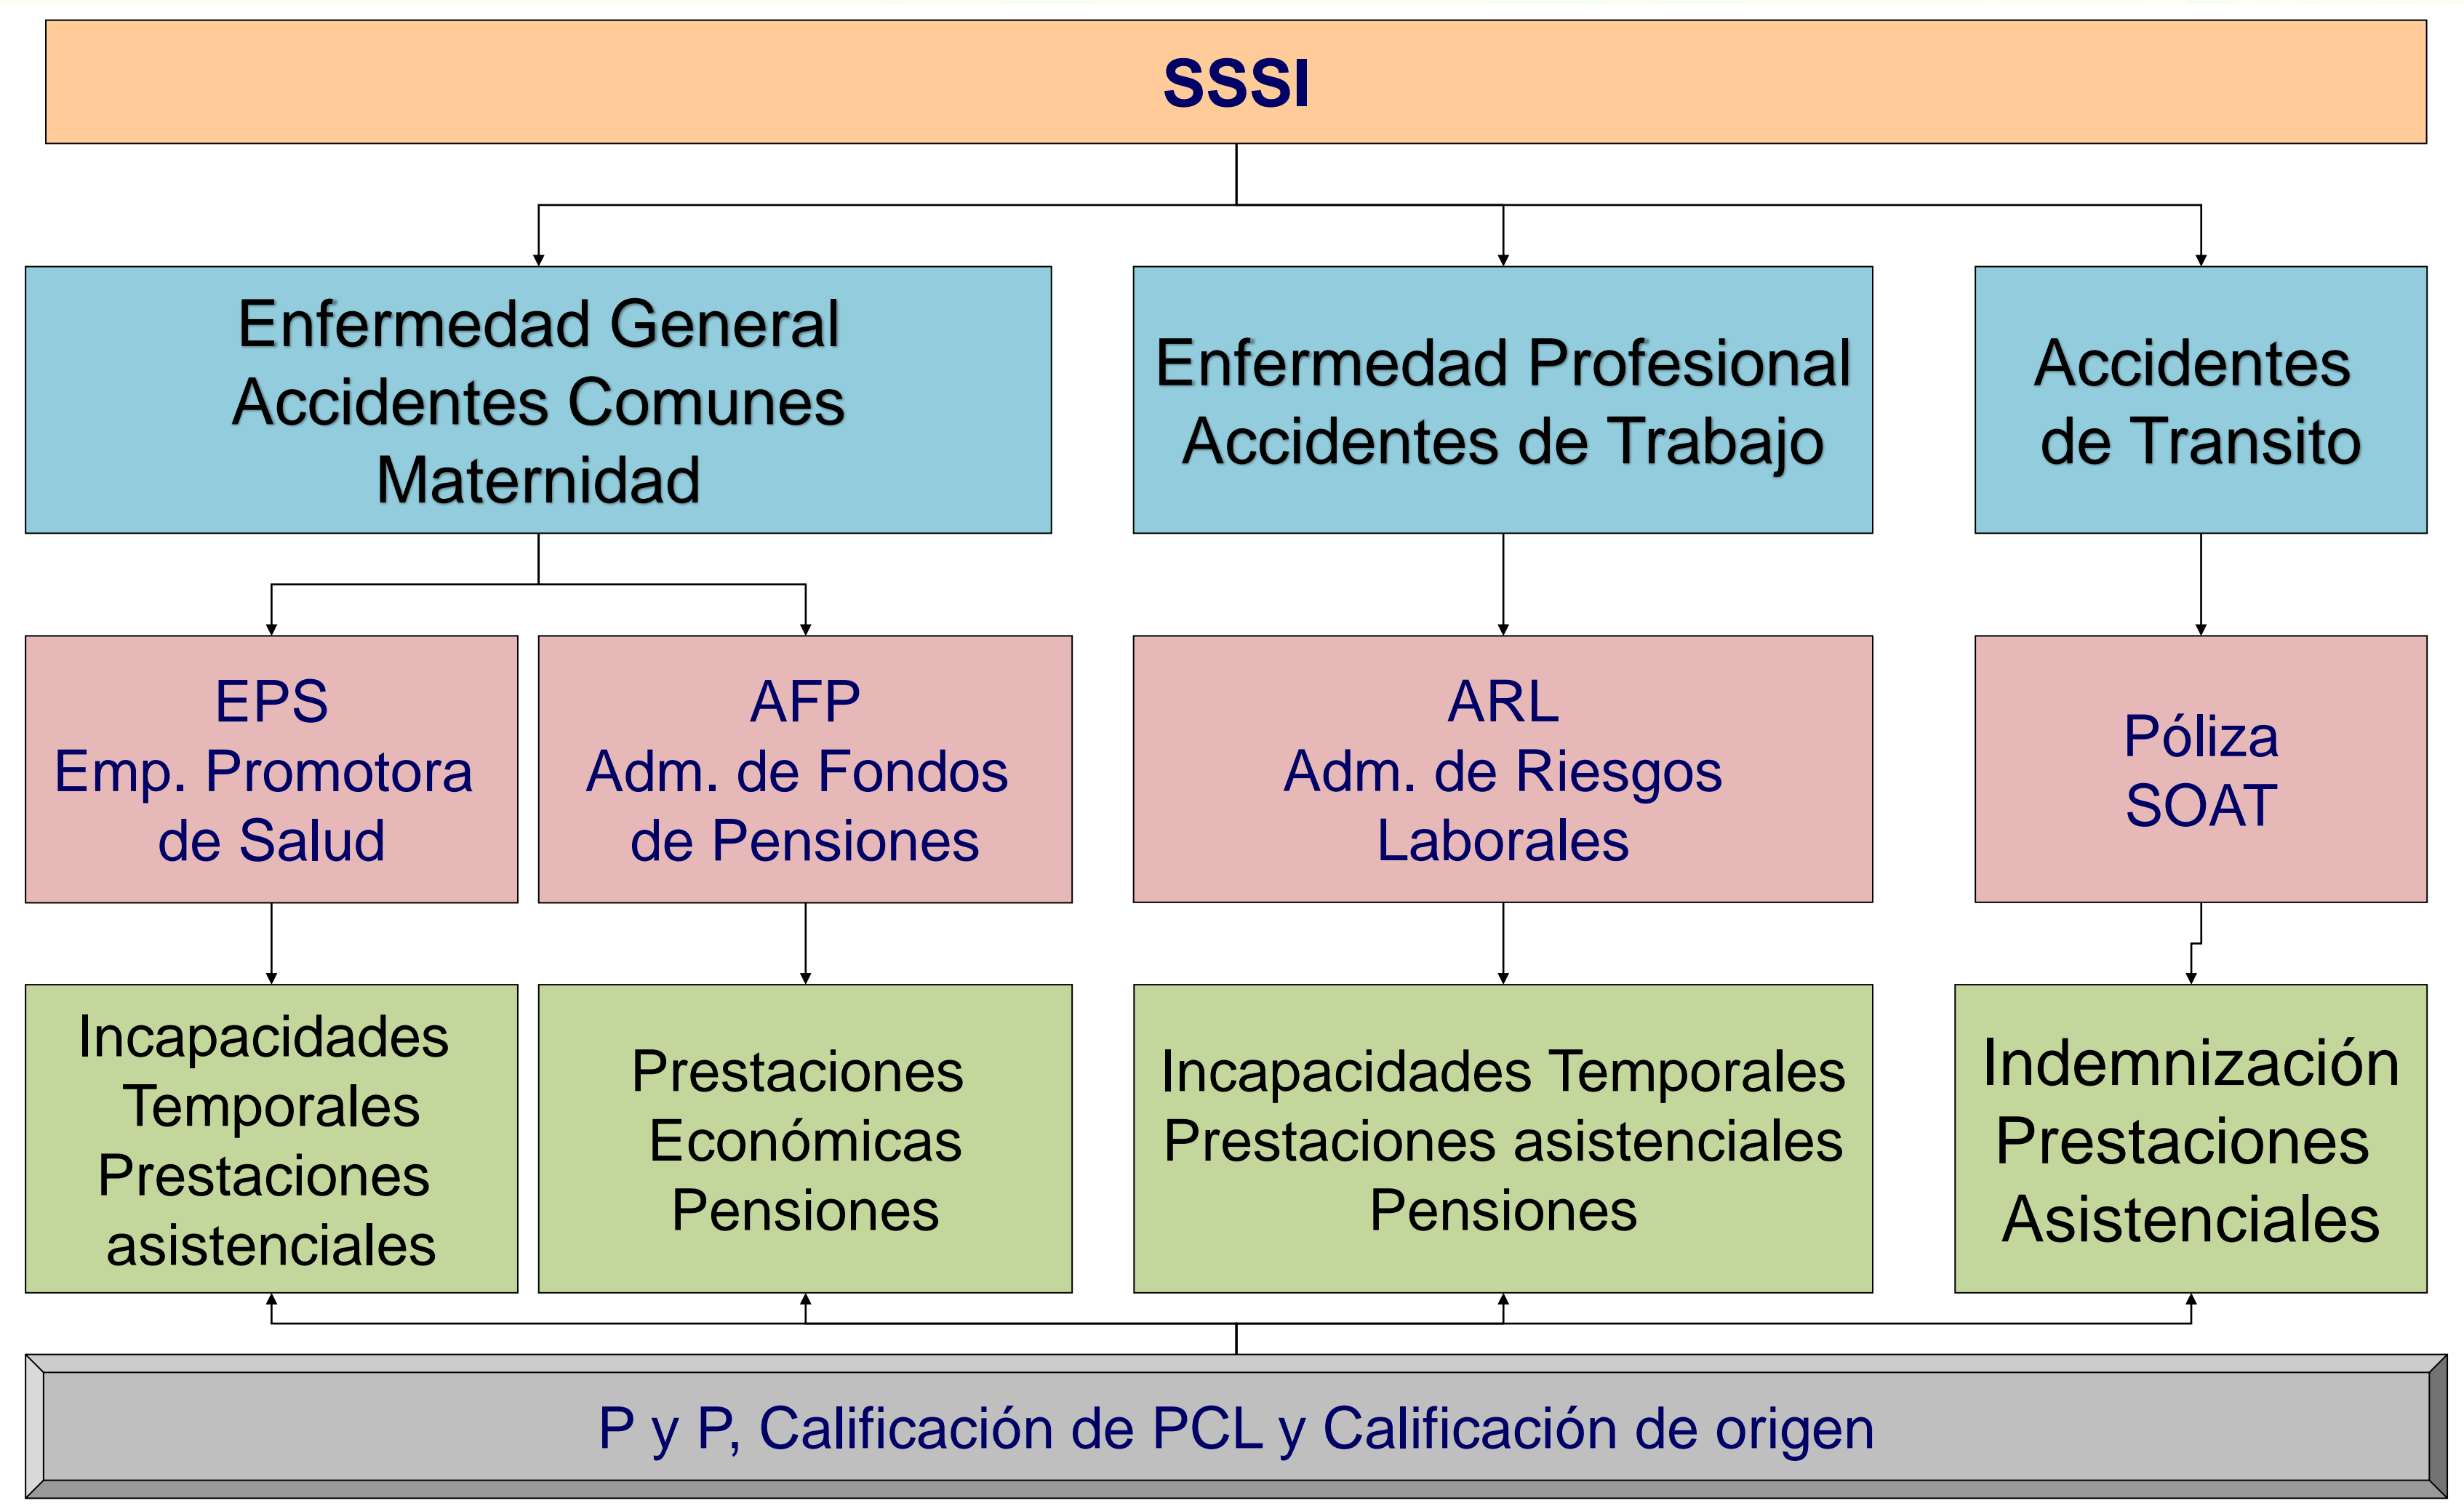 SSSI
Enfermedad General
Accidentes Comunes
Maternidad
Enfermedad Profesional
Accidentes de Trabajo
Accidentes
de Transito
EPS
Emp. Promotora
de Salud
AFP
Adm. de Fondos
de Pensiones
ARL
Adm. de Riesgos
Laborales
Póliza
SOAT
Incapacidades
Temporales
Prestaciones
asistenciales
Prestaciones
Económicas
Pensiones
Incapacidades Temporales
Prestaciones asistenciales
Pensiones
Indemnización
Prestaciones
Asistenciales
P y P, Calificación de PCL y Calificación de origen